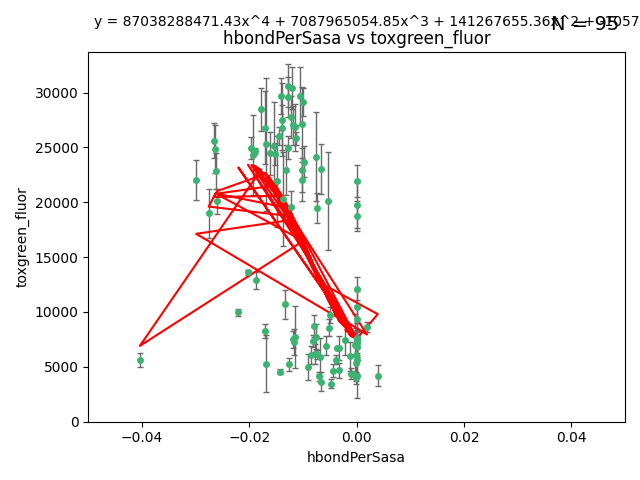 y = 87038288471.43x^4 + 7087965054.85x^3 + 141267655.36x^2 +
N = 95
hbondPerSasa vs toxgreen_fluor
toxgreen_fluor
30000
25000
20000
15000
10000
5000
0
−0.04 −0.02 0.00 0.02 0.04
hbondPerSasa